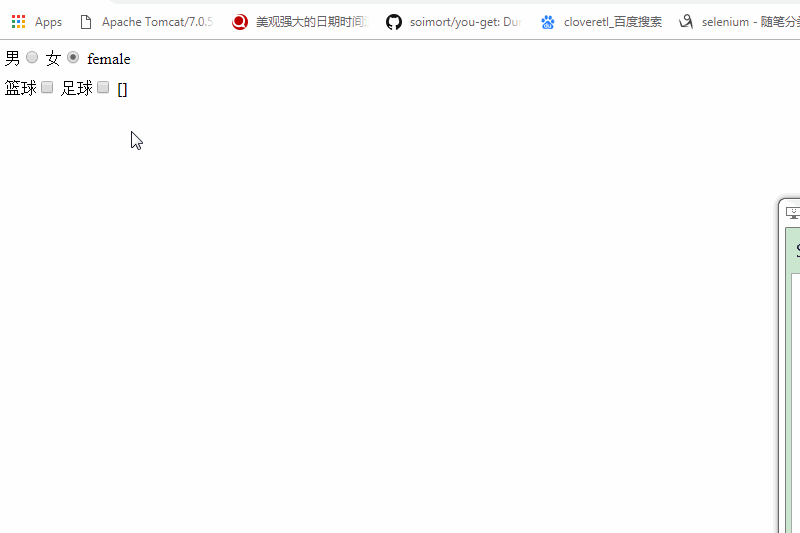 Apps Apache Tomcat/7.0.5 美观强大的日期时间 soimort/you-get: Du cloveretl_百度搜索 selenium - 随笔分
男 女 female
篮球 足球 []